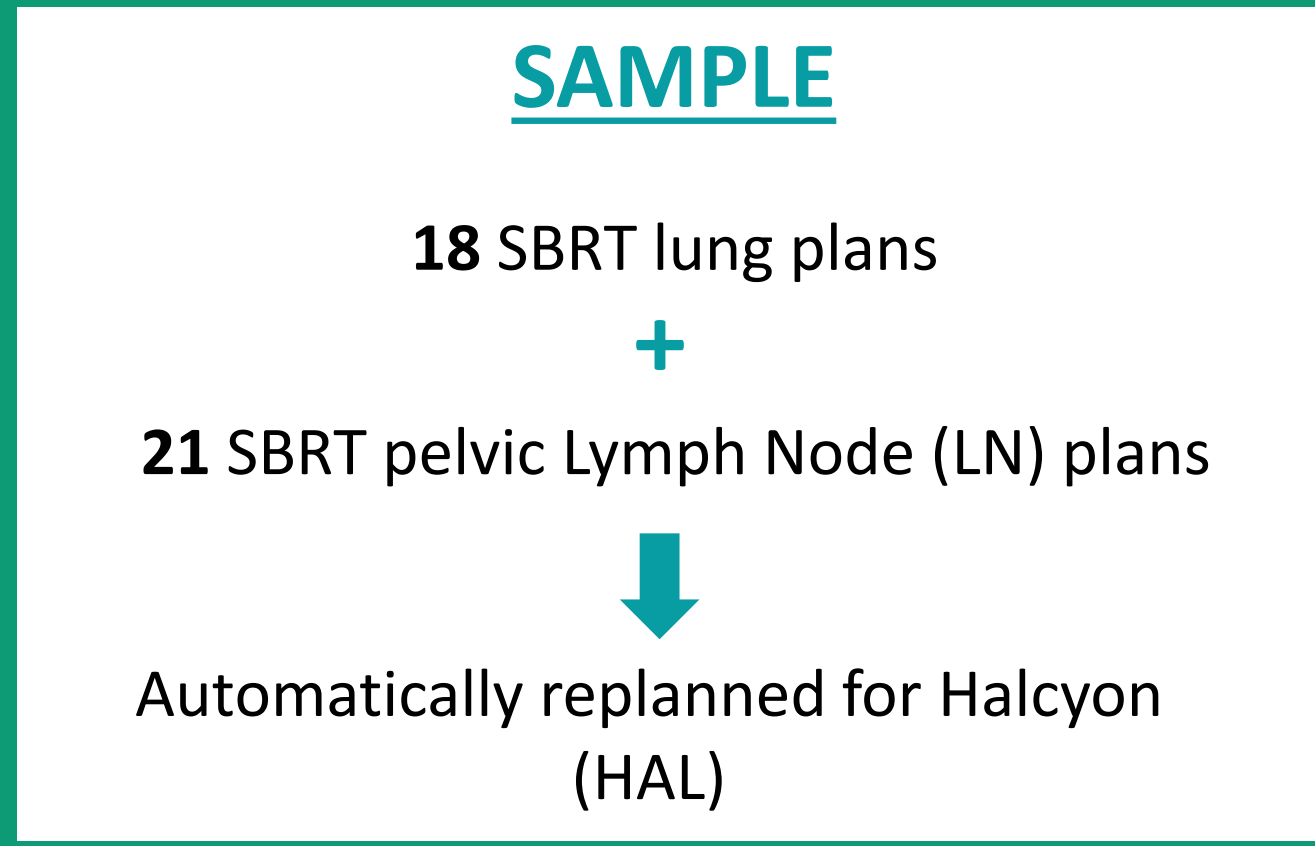 SAMPLE
18 SBRT lung plans
+
21 SBRT pelvic Lymph Node (LN) plans
Automatically replanned for Halcyon
(HAL)